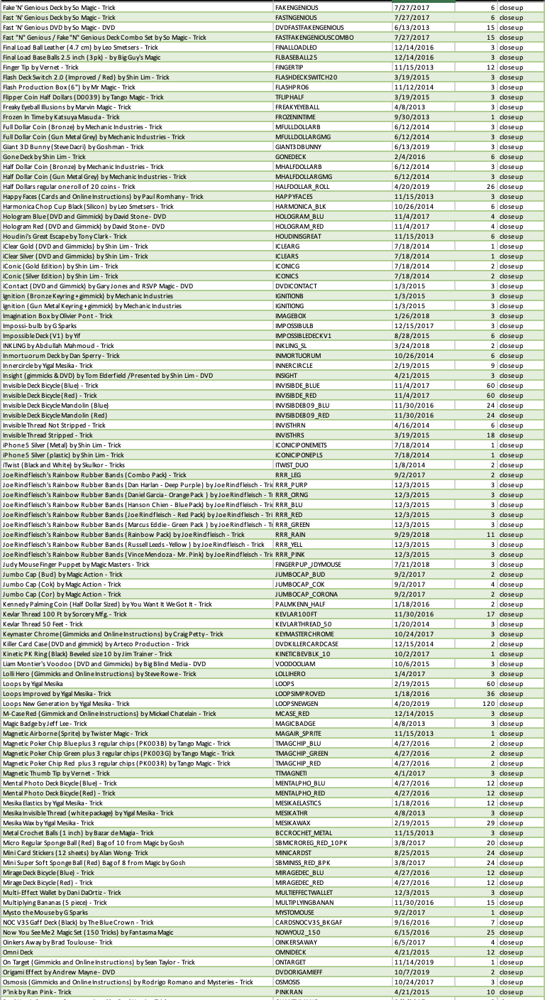 Fake 'N' Genious Deck by So Magic - Trick FAKENGENIOUS 7/27/2017 6 closeup
Fast 'N' Genious Deck by So Magic - Trick FASTNGENIOUS 7/27/2017 6 closeup
Fast 'N' Genious DVD by So Magic - DVD DVDFASTFAKENGENIOUS 6/13/2013 15 closeup
Fast "N" Genious / Fake "N" Genious Deck Combo Set by So Magic - Trick FASTFAKENGENIOUSCOMBO 7/27/2017 15 closeup
Final Load Ball Leather (4.7 cm) by Leo Smetsers - Trick FINALLOADLEO 12/14/2016 3 closeup
Final Load Base Balls 2.5 inch (3pk) - by Big Guy's Magic FLBASEBALL25 12/14/2016 3 closeup
Finger Tip by Vernet - Trick FINGERTIP 11/15/2013 12 closeup
Flash Deck Switch 2.0 (Improved / Red) by Shin Lim - Trick FLASHDECKSWITCH20 3/19/2015 3 closeup
Flash Production Box (6") by Mr Magic - Trick FLASHPRO6 11/12/2014 3 closeup
Flipper Coin Half Dollars (D0039) by Tango Magic - Trick TFLIPHALF 3/19/2015 3 closeup
Freaky Eyeball Illusions by Marvin Magic - Trick FREAKYEYEBALL 4/8/2013 3 closeup
Frozen In Time by Katsuya Masuda - Trick FROZENINTIME 9/30/2013 1 closeup
Full Dollar Coin (Bronze) by Mechanic Industries - Trick MFULLDOLLARB 6/12/2014 3 closeup
Full Dollar Coin (Gun Metal Grey) by Mechanic Industries - Trick MFULLDOLLARGMG 6/12/2014 3 closeup
Giant 3D Bunny (Steve Dacri) by Goshman - Trick GIANT3DBUNNY 6/13/2019 3 closeup
Gone Deck by Shin Lim - Trick GONEDECK 2/4/2016 6 closeup
Half Dollar Coin (Bronze) by Mechanic Industries - Trick MHALFDOLLARB 6/12/2014 3 closeup
Half Dollar Coin (Gun Metal Grey) by Mechanic Industries - Trick MHALFDOLLARGMG 6/12/2014 3 closeup
Half Dollars regular one roll of 20 coins - Trick HALFDOLLAR_ROLL 4/20/2019 26 closeup
Happy Faces (Cards and Online Instructions) by Paul Romhany - Trick HAPPYFACES 11/15/2013 3 closeup
Harmonica Chop Cup Black (Silicon) by Leo Smetsers - Trick HARMONICA_BLK 10/26/2014 6 closeup
Hologram Blue (DVD and Gimmick) by David Stone - DVD HOLOGRAM_BLU 11/4/2017 4 closeup
Hologram Red (DVD and Gimmick) by David Stone - DVD HOLOGRAM_RED 11/4/2017 4 closeup
Houdini's Great Escape by Tony Clark - Trick HOUDINISGREAT 11/15/2013 6 closeup
iClear Gold (DVD and Gimmicks) by Shin Lim - Trick ICLEARG 7/18/2014 1 closeup
iClear Silver (DVD and Gimmicks) by Shin Lim - Trick ICLEARS 7/18/2014 1 closeup
iConic (Gold Edition) by Shin Lim - Trick ICONICG 7/18/2014 2 closeup
iConic (Silver Edition) by Shin Lim - Trick ICONICS 7/18/2014 2 closeup
iContact (DVD and Gimmick) by Gary Jones and RSVP Magic - DVD DVDICONTACT 1/3/2015 3 closeup
Ignition (Bronze Keyring + gimmick) by Mechanic Industries IGNITIONB 1/3/2015 3 closeup
Ignition (Gun Metal Keyring + gimmick) by Mechanic Industries IGNITIONG 1/3/2015 3 closeup
Imagination Box by Olivier Pont - Trick IMAGEBOX 1/26/2018 3 closeup
Impossi-bulb by G Sparks IMPOSSIBULB 12/15/2017 3 closeup
Impossible Deck (V1) by Yif IMPOSSIBLEDECKV1 8/28/2015 6 closeup
INKLING by Abdullah Mahmoud - Trick INKLING_SL 3/24/2018 2 closeup
Inmortuorum Deck by Dan Sperry - Trick INMORTUORUM 10/26/2014 6 closeup
Innercircle by Yigal Mesika - Trick INNERCIRCLE 2/19/2015 9 closeup
Insight (gimmicks & DVD) by Tom Elderfield / Presented by Shin Lim - DVD INSIGHT 4/21/2015 3 closeup
Invisible Deck Bicycle (Blue) - Trick INVISIBDE_BLUE 11/4/2017 60 closeup
Invisible Deck Bicycle (Red) - Trick INVISIBDE_RED 11/4/2017 60 closeup
Invisible Deck Bicycle Mandolin (Blue) INVISIBDE809_BLU 11/30/2016 24 closeup
Invisible Deck Bicycle Mandolin (Red) INVISIBDE809_RED 11/30/2016 24 closeup
Invisible Thread Not Stripped - Trick INVISTHRN 4/16/2014 6 closeup
Invisible Thread Stripped - Trick INVISTHRS 3/19/2015 18 closeup
iPhone 5 Silver (Metal) by Shin Lim - Trick ICONICIPONEMETS 7/18/2014 1 closeup
iPhone 5 Silver (plastic) by Shin Lim - Trick ICONICIPONEPLS 7/18/2014 1 closeup
iTwist (Black and White) by Skulkor - Tricks ITWIST_DUO 1/8/2014 2 closeup
Joe Rindfleisch's Rainbow Rubber Bands (Combo Pack) - Trick RRR_LEG 9/2/2017 2 closeup
Joe Rindfleisch's Rainbow Rubber Bands (Dan Harlan - Deep Purple ) by Joe Rindfleisch - Tric RRR_PURP 12/3/2015 3 closeup
Joe Rindfleisch's Rainbow Rubber Bands (Daniel Garcia - Orange Pack ) by Joe Rindfleisch - Tr RRR_ORNG 12/3/2015 3 closeup
Joe Rindfleisch's Rainbow Rubber Bands (Hanson Chien - Blue Pack) by Joe Rindfleisch - Trick RRR_BLU 12/3/2015 3 closeup
Joe Rindfleisch's Rainbow Rubber Bands (Joe Rindfleisch - Red Pack) by Joe Rindfleisch - Tri RRR_RED 12/3/2015 3 closeup
Joe Rindfleisch's Rainbow Rubber Bands (Marcus Eddie - Green Pack ) by Joe Rindfleisch - Tr RRR_GREEN 12/3/2015 3 closeup
Joe Rindfleisch's Rainbow Rubber Bands (Rainbow Pack) by Joe Rindfleisch - Trick RRR_RAIN 9/29/2018 11 closeup
Joe Rindfleisch's Rainbow Rubber Bands (Russell Leeds - Yellow ) by Joe Rindfleisch - Trick RRR_YELL 12/3/2015 3 closeup
Joe Rindfleisch's Rainbow Rubber Bands (Vince Mendoza - Mr. Pink) by Joe Rindfleisch - Tric RRR_PINK 12/3/2015 3 closeup
Judy Mouse Finger Puppet by Magic Masters - Trick FINGERPUP_JDYMOUSE 7/21/2018 3 closeup
Jumbo Cap (Bud) by Magic Action - Trick JUMBOCAP_BUD 9/2/2017 2 closeup
Jumbo Cap (Cok) by Magic Action - Trick JUMBOCAP_COK 9/2/2017 4 closeup
Jumbo Cap (Cor) by Magic Action - Trick JUMBOCAP_CORONA 9/2/2017 2 closeup
Kennedy Palming Coin (Half Dollar Sized) by You Want It We Got It - Trick PALMKENN_HALF 1/18/2016 2 closeup
Kevlar Thread 100 Ft by Sorcery Mfg. - Trick KEVLAR100FT 11/30/2016 17 closeup
Kevlar Thread 50 Feet - Trick KEVLARTHREAD_50 1/20/2014 3 closeup
Keymaster Chrome (Gimmicks and Online Instructions) by Craig Petty - Trick KEYMASTERCHROME 10/24/2017 3 closeup
Killer Card Case (DVD and gimmick) by Arteco Production - Trick DVDKILLERCARDCASE 12/15/2014 2 closeup
Kinetic PK Ring (Black) Beveled size 10 by Jim Trainer - Trick KINETICBEVBLK_10 10/2/2017 1 closeup
Liam Montier's Voodoo (DVD and Gimmicks) by Big Blind Media - DVD VOODOOLIAM 10/6/2015 3 closeup
Lolli Hero (Gimmicks and Online Instructions) by Steve Rowe - Trick LOLLIHERO 1/4/2017 3 closeup
Loops by Yigal Mesika LOOPS 2/19/2015 60 closeup
Loops Improved by Yigal Mesika - Trick LOOPSIMPROVED 1/18/2016 36 closeup
Loops New Generation by Yigal Mesika - Trick LOOPSNEWGEN 4/20/2019 120 closeup
M-Case Red (Gimmick and Online Instructions) by Mickael Chatelain - Trick MCASE_RED 12/14/2015 3 closeup
Magic Badge by Jeff Lee - Trick MAGICBADGE 4/8/2013 3 closeup
Magnetic Airborne (Sprite) by Twister Magic - Trick MAGAIR_SPRITE 11/15/2013 1 closeup
Magnetic Poker Chip Blue plus 3 regular chips (PK003B) by Tango Magic - Trick TMAGCHIP_BLU 4/27/2016 2 closeup
Magnetic Poker Chip Green plus 3 regular chips (PK003G) by Tango Magic - Trick TMAGCHIP_GREEN 4/27/2016 2 closeup
Magnetic Poker Chip Red plus 3 regular chips (PK003R) by Tango Magic - Trick TMAGCHIP_RED 4/27/2016 2 closeup
Magnetic Thumb Tip by Vernet - Trick TTMAGNETI 4/1/2017 3 closeup
Mental Photo Deck Bicycle (Blue) - Trick MENTALPHO_BLU 4/27/2016 12 closeup
Mental Photo Deck Bicycle (Red) - Trick MENTALPHO_RED 4/27/2016 12 closeup
Mesika Elastics by Yigal Mesika - Trick MESIKAELASTICS 1/18/2016 12 closeup
Mesika Invisible Thread (white package) by Yigal Mesika - Trick MESIKATHR 4/8/2013 3 closeup
Mesika Wax by Yigal Mesika - Trick MESIKAWAX 2/19/2015 29 closeup
Metal Crochet Balls (1 inch) by Bazar de Magia - Trick BCCROCHET_METAL 11/15/2013 3 closeup
Micro Regular Sponge Ball (Red) Bag of 10 from Magic by Gosh SBMICROREG_RED_10PK 3/8/2017 20 closeup
Mini Card Stickers (12 sheets) by Alan Wong- Trick MINICARDST 8/25/2015 24 closeup
Mini Super Soft Sponge Ball (Red) Bag of 8 from Magic by Gosh SBMINISS_RED_8PK 3/8/2017 24 closeup
Mirage Deck Bicycle (Blue) - Trick MIRAGEDEC_BLU 4/27/2016 12 closeup
Mirage Deck Bicycle (Red) - Trick MIRAGEDEC_RED 4/27/2016 12 closeup
Multi-Effect Wallet by Dani DaOrtiz - Trick MULTIEFFECTWALLET 12/3/2015 3 closeup
Multiplying Bananas (5 piece) - Trick MULTIPLYINGBANAN 11/30/2016 15 closeup
Mysto the Mouse by G Sparks MYSTOMOUSE 9/2/2017 1 closeup
NOC V3S Gaff Deck (Black) by The Blue Crown - Trick CARDSNOCV3S_BKGAF 9/16/2016 7 closeup
Now You See Me 2 Magic Set (150 Tricks) by Fantasma Magic NOWYOU2_150 6/15/2016 25 closeup
Oinkers Away by Brad Toulouse - Trick OINKERSAWAY 6/5/2017 4 closeup
Omni Deck OMNIDECK 4/21/2015 12 closeup
On Target (Gimmicks and Online Instructions) by Sean Taylor - Trick ONTARGET 11/14/2019 1 closeup
Origami Effect by Andrew Mayne - DVD DVDORIGAMIEFF 10/7/2019 2 closeup
Osmosis (Gimmicks and Online Instructions) by Rodrigo Romano and Mysteries - Trick OSMOSIS 10/24/2017 3 closeup
P'ink by Ran Pink - Trick PINKRAN 4/21/2015 10 closeup